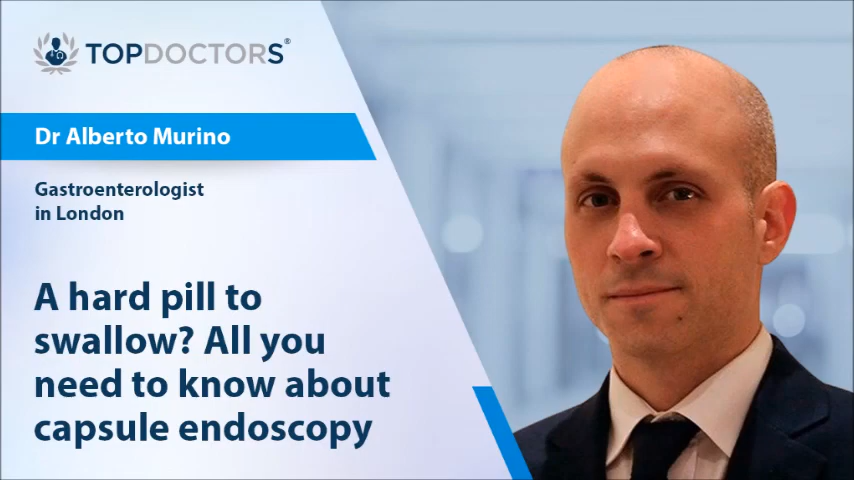 TOPDOCTORS®
Dr Alberto Murino
Gastroenterologist
in London
A hard pill to
swallow? All you
need to know about
capsule endoscopy